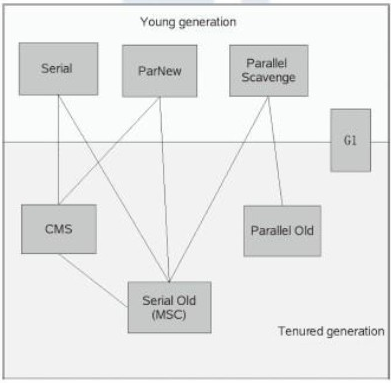 Young generation
Serial
ParNew
Parallel
Scavenge
G1
CMS
Parallel Old
Serial Old
(MSC)
Tenured generation